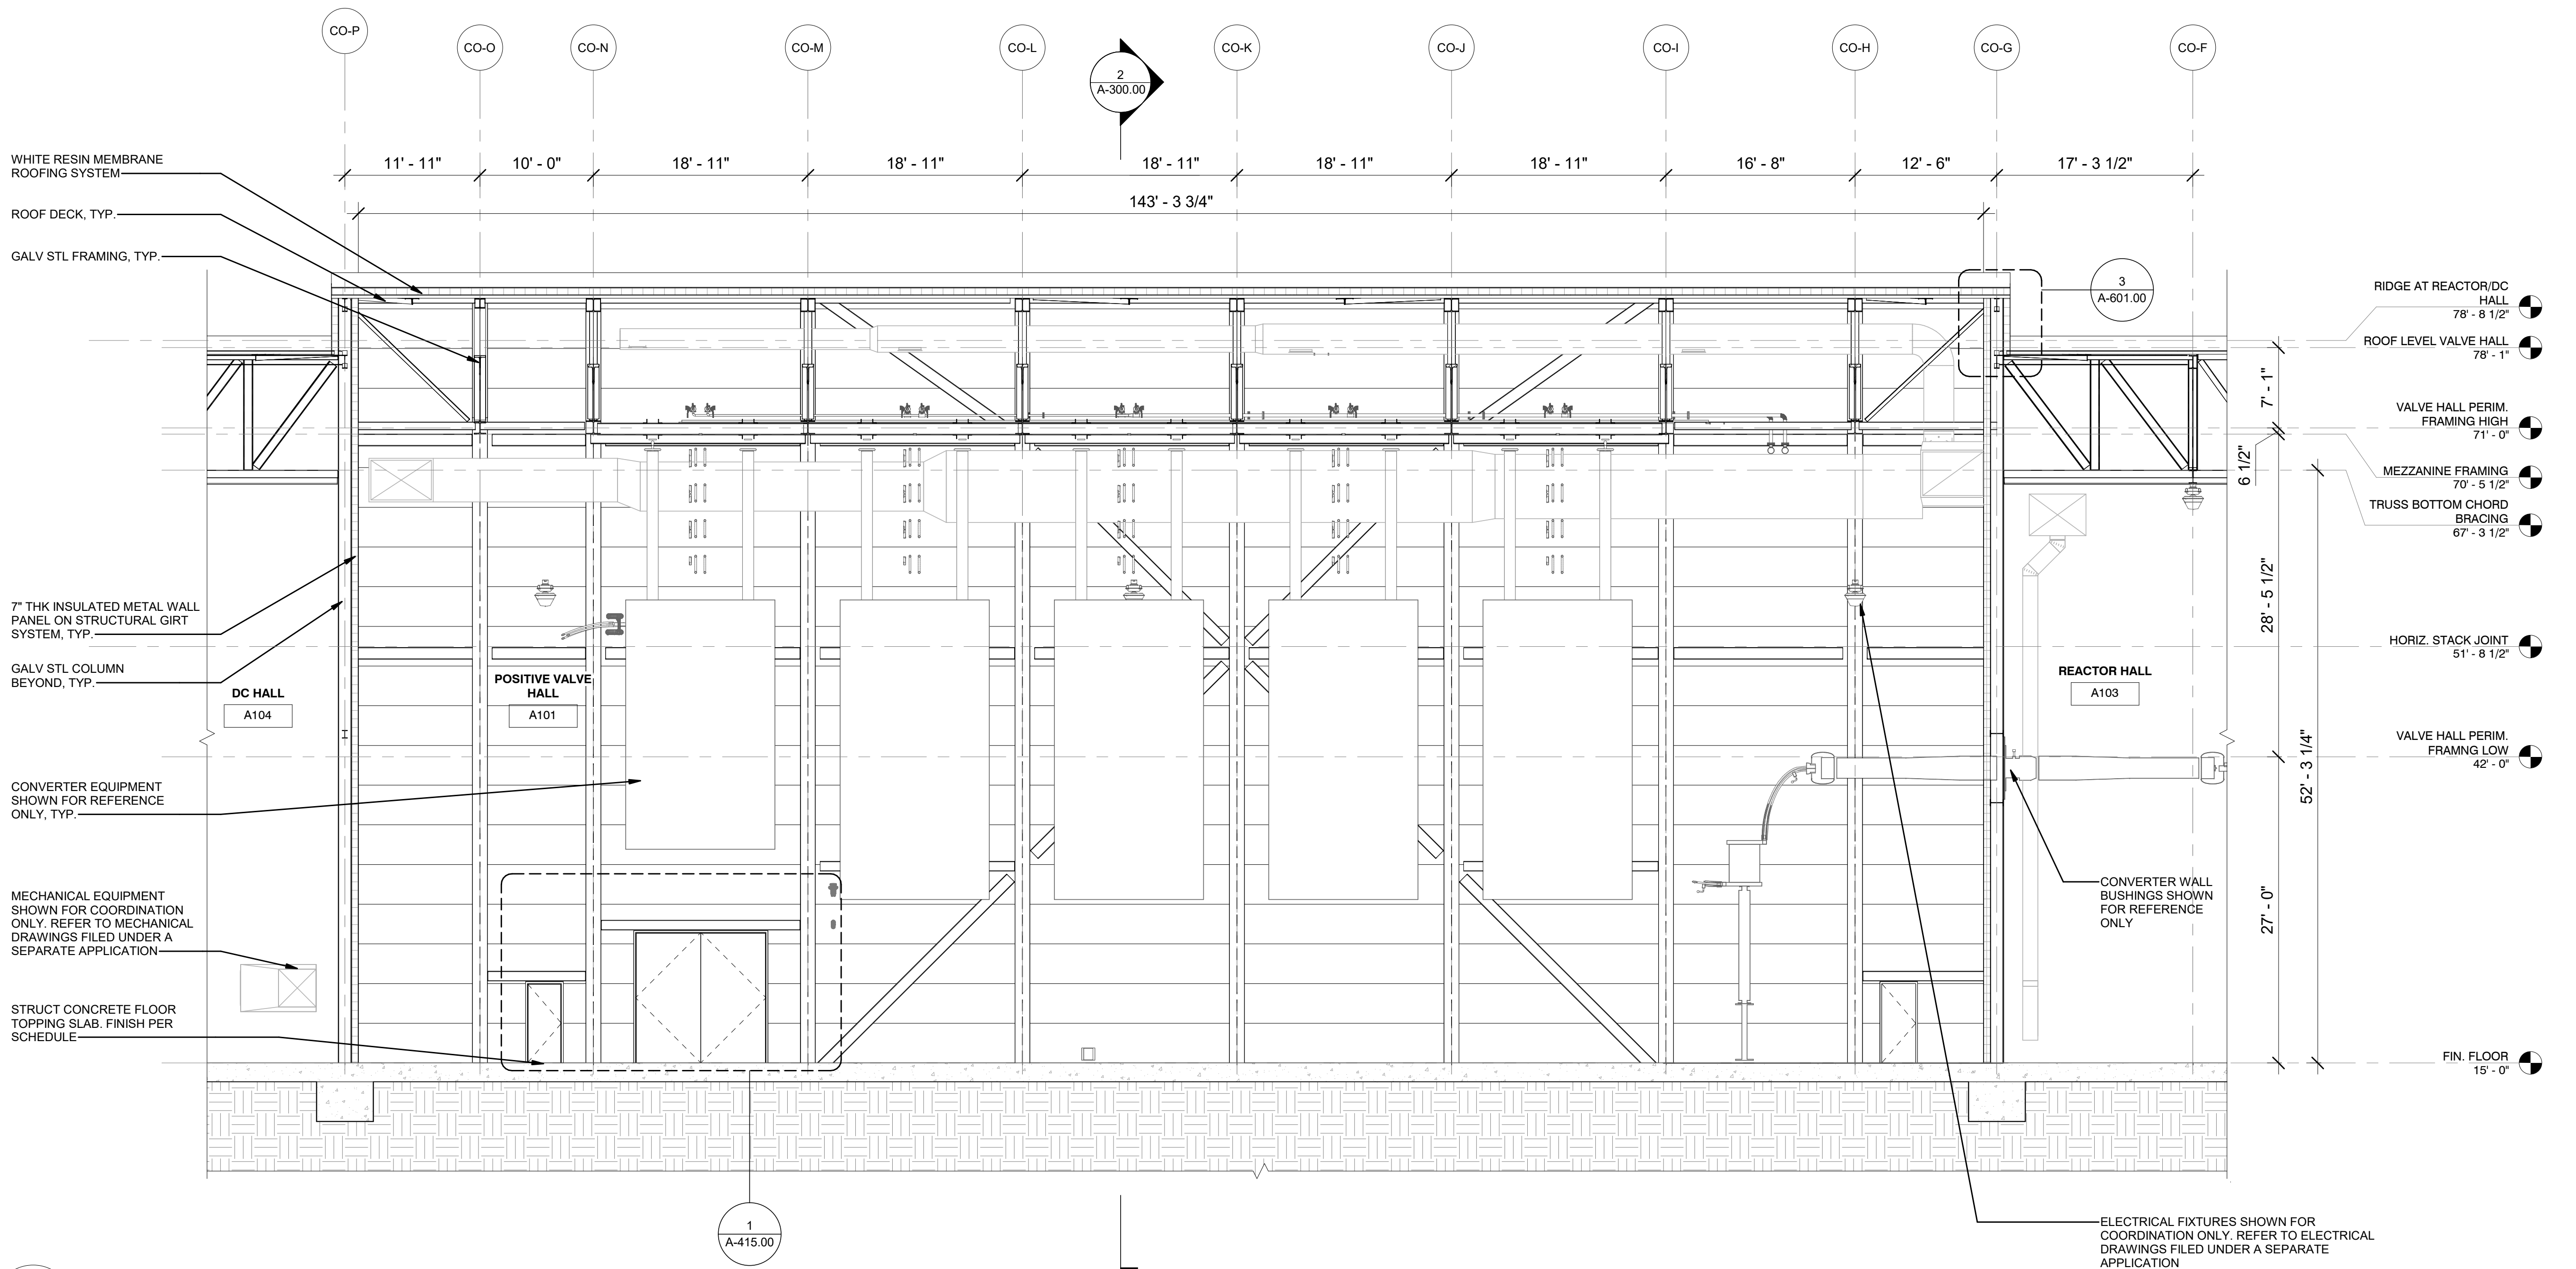 CO-P
CO-O
CO-N
CO-M
CO-L
CO-K
CO-J
CO-I
CO-H
CO-G
CO-F
2
A-300.00
11' - 11"
10' - 0"
18' - 11"
18' - 11"
18' - 11"
18' - 11"
18' - 11"
16' - 8"
12' - 6"
17' - 3 1/2"
143' - 3 3/4"
WHITE RESIN MEMBRANE
ROOFING SYSTEM
ROOF DECK, TYP.
GALV STL FRAMING, TYP.
7" THK INSULATED METAL WALL
PANEL ON STRUCTURAL GIRT
SYSTEM, TYP.
GALV STL COLUMN
BEYOND, TYP.
DC HALL
A104
POSITIVE VALVE
HALL
A101
CONVERTER EQUIPMENT
SHOWN FOR REFERENCE
ONLY, TYP.
MECHANICAL EQUIPMENT
SHOWN FOR COORDINATION
ONLY. REFER TO MECHANICAL
DRAWINGS FILED UNDER A
SEPARATE APPLICATION
STRUCT CONCRETE FLOOR
TOPPING SLAB. FINISH PER
SCHEDULE
1
A-415.00
3
A-601.00
REACTOR HALL
A103
CONVERTER WALL
BUSHINGS SHOWN
FOR REFERENCE
ONLY
ELECTRICAL FIXTURES SHOWN FOR
COORDINATION ONLY. REFER TO ELECTRICAL
DRAWINGS FILED UNDER A SEPARATE
APPLICATION
7' - 1"
6 1/2"
28' - 5 1/2"
52' - 3 1/4"
27' - 0"
RIDGE AT REACTOR/DC
HALL
78' - 8 1/2"
ROOF LEVEL VALVE HALL
78' - 1"
VALVE HALL PERIM.
FRAMING HIGH
71' - 0"
MEZZANINE FRAMING
70' - 5 1/2"
TRUSS BOTTOM CHORD
BRACING
67' - 3 1/2"
HORIZ. STACK JOINT
51' - 8 1/2"
VALVE HALL PERIM.
FRAMNG LOW
42' - 0"
FIN. FLOOR
15' - 0"